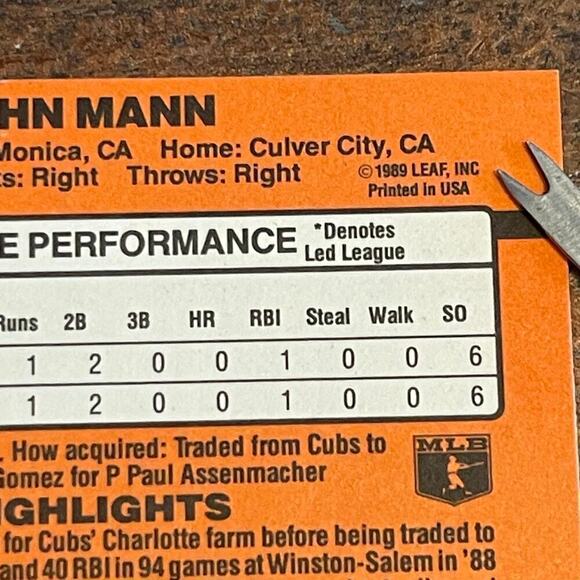 HN MANN
Monica, CA Home: Culver City, CA
ts: Right Throws: Right ©1989 LEAF, INC
Printed in USA
E PERFORMANCE *Denotes
Led League
Runs 2B 3B HR RBI Steal Walk SO
1 2 0 0 1 0 0 6
1 2 0 0 1 0 0 6
. How acquired: Traded from Cubs to
Gomez for P Paul Assenmacher
MLB
IGHLIGHTS
for Cubs' Charlotte farm before being traded to
and 40 RBI in 94 games at Winston-Salem in '88